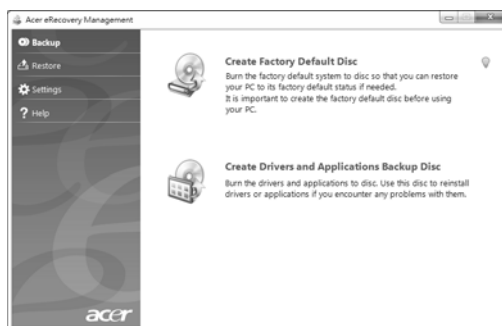 Acer eRecovery Management
Backup
Restore
Settings
? Help
Create Factory Default Disc
Burn the factory default system to disc so that you can restore
your PC to its factory default status if needed.
It is important to create the factory default disc before using
your PC.
Create Drivers and Applications Backup Disc
Burn the drivers and applications to disc. Use this disc to reinstall
drivers or applications if you encounter any problems with them.
acer